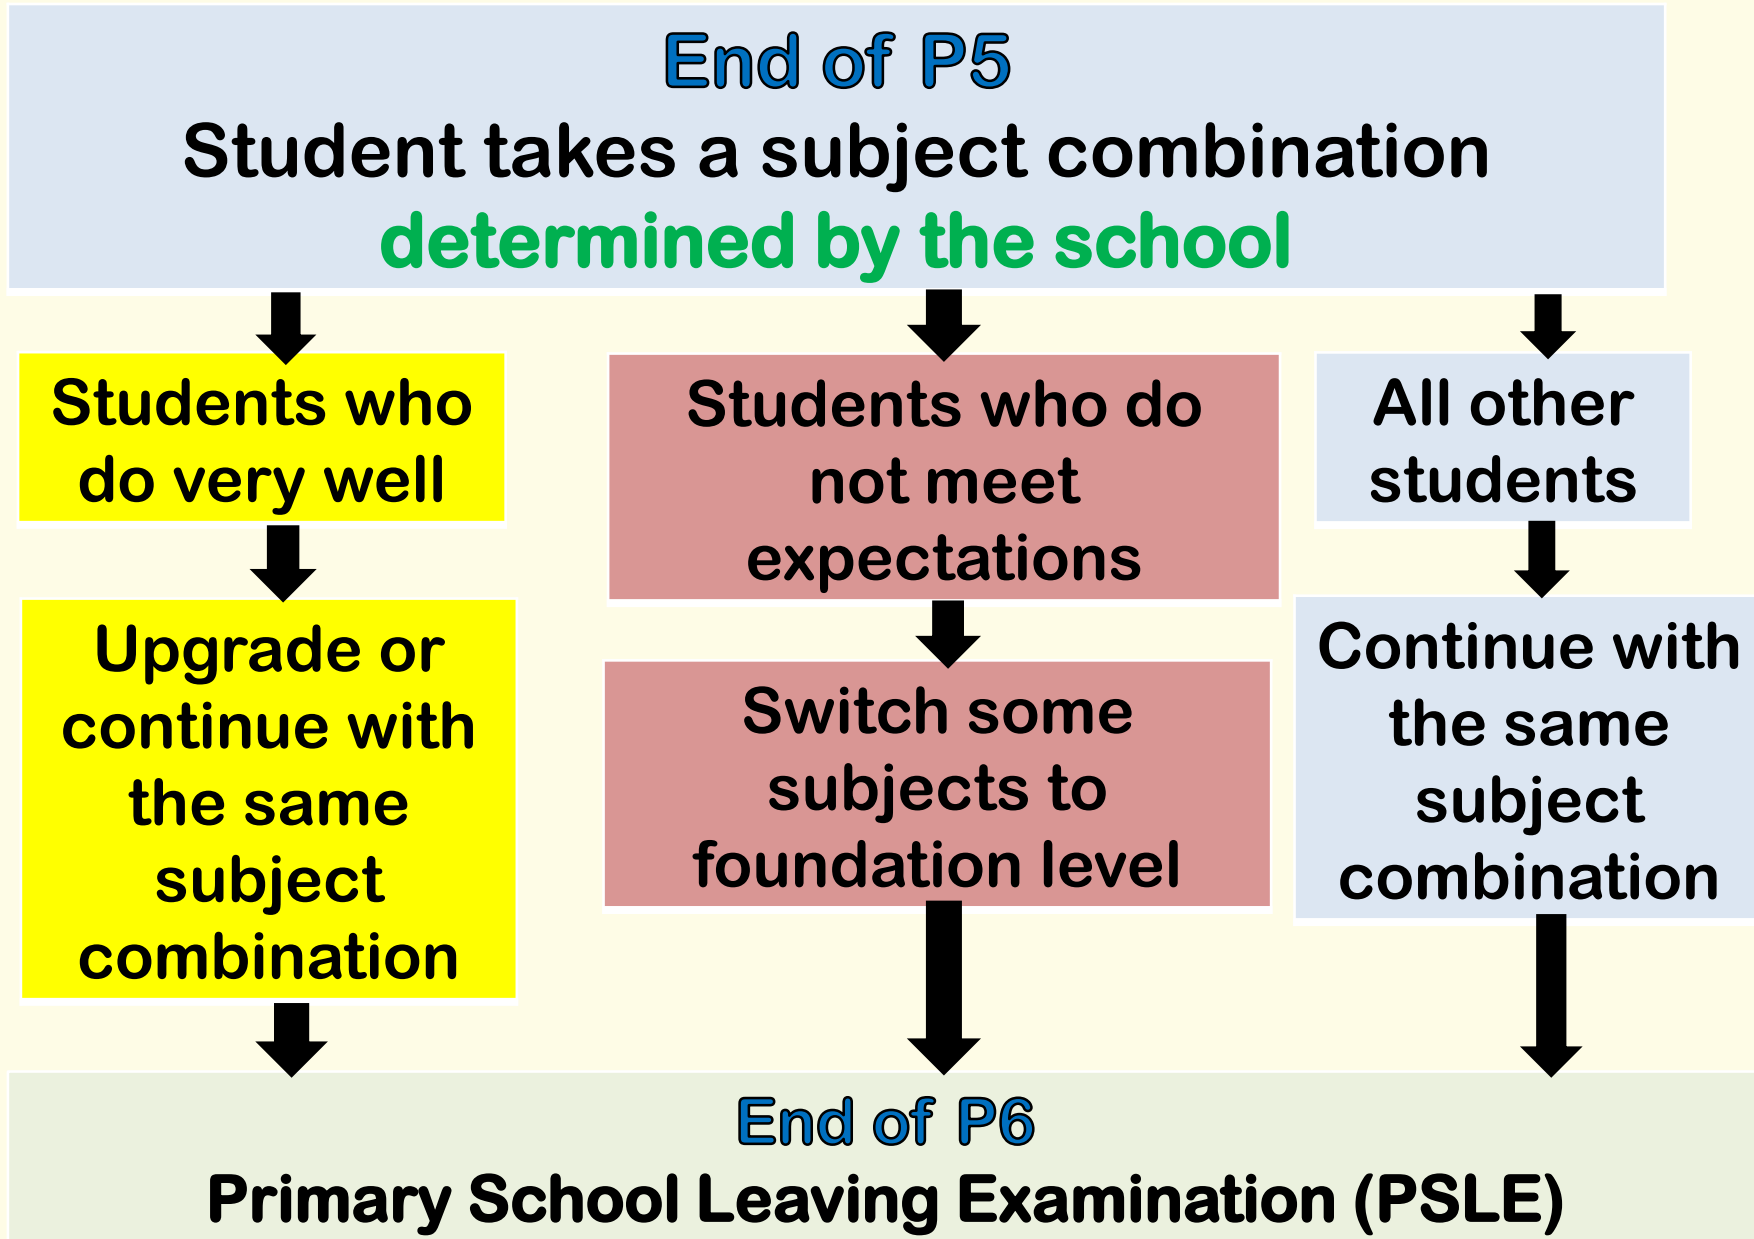 End of P5
Student takes a subject combination
determined by the school
Students who
do very well
Upgrade or
continue with
the same
subject
combination
Students who do
not meet
expectations
Switch some
subjects to
foundation level
All other
students
Continue with
the same
subject
combination
End of P6
Primary School Leaving Examination (PSLE)